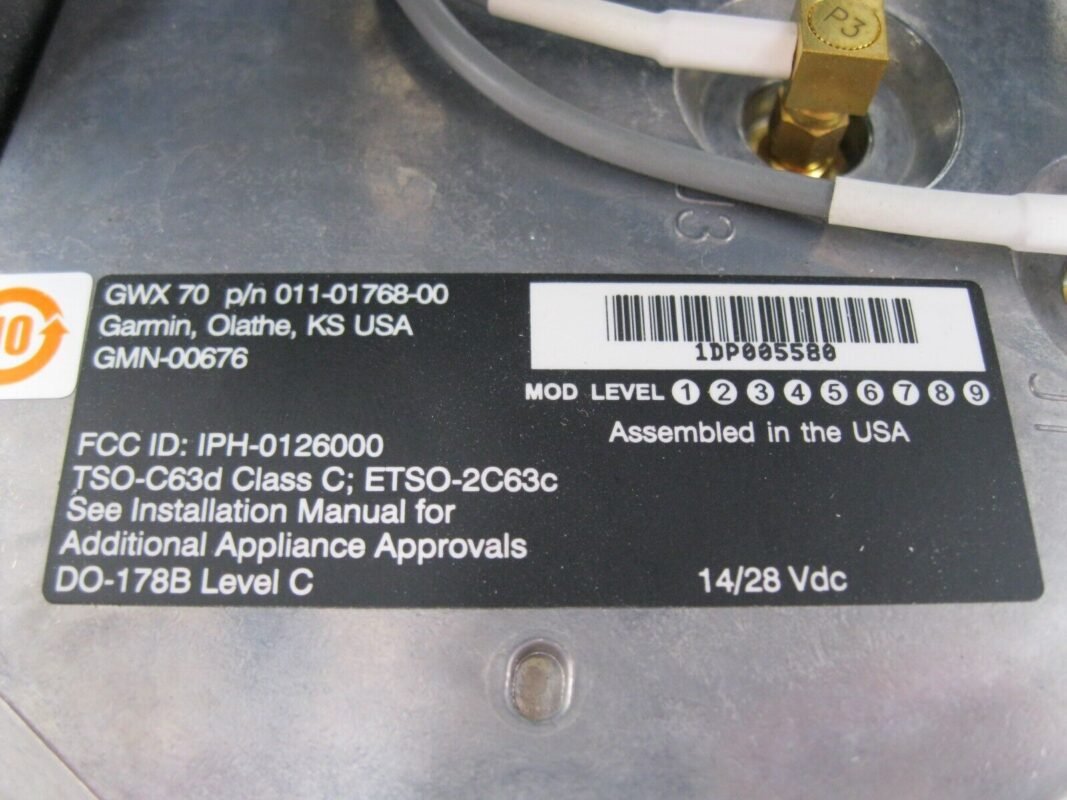 P3
J3
10
GWX 70 p/n 011-01768-00
Garmin, Olathe, KS USA
GMN-00676
1DP005580
MOD LEVEL 1 2 3 4 5 6 7 8 9
Assembled in the USA
FCC ID: IPH-0126000
TSO-C63d Class C; ETSO-2C63c
See Installation Manual for
Additional Appliance Approvals
DO-178B Level C
14/28 Vdc